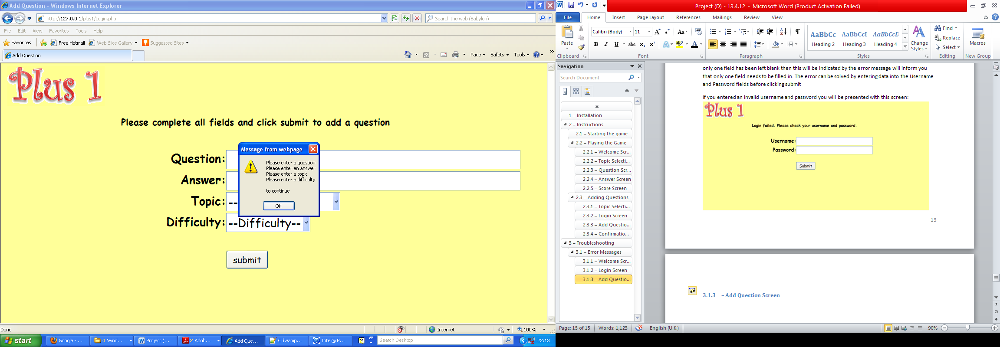 Add Question - Windows Internet Explorer
http://127.0.0.1/plus1/Login.php
Search the web (Babylon)
File Edit View Favorites Tools Help
Favorites Free Hotmail Web Slice Gallery Suggested Sites
Add Question
Page Safety Tools
Plus 1
Please complete all fields and click submit to add a question
Question:
Answer:
Topic: --
Difficulty: --Difficulty--
submit
Message from webpage
Please enter a question
Please enter an answer
Please enter a topic
Please enter a difficulty
to continue
OK
Done Internet 100%
start Google - ... 4 Wind... Project (... 2 Adob... Add Que... C:\wamp... Intel® P... Search Desktop 22:13
Project (D) - 13.4.12 - Microsoft Word (Product Activation Failed)
File Home Insert Page Layout References Mailings Review View
Paste
Calibri (Body) 11
AaBbCc AaBbCcI AaBbCcD
Heading 2 Heading 3 Heading 4
Change Styles
Find
Replace
Select
Macros
Clipboard Font Paragraph Styles Editing New Group
Navigation
Search Document
1 – Installation
2 – Instructions
2.1 – Starting the game
2.2 – Playing the Game
2.2.1 – Welcome Scr...
2.2.2 – Topic Selecti...
2.2.3 – Question Scr...
2.2.4 – Answer Screen
2.2.5 – Score Screen
2.3 – Adding Questions
2.3.1 – Topic Selecti...
2.3.2 – Login Screen
2.3.3 – Add Questio...
2.3.4 – Confirmatio...
3 – Troubleshooting
3.1 – Error Messages
3.1.1 – Welcome Scr...
3.1.2 – Login Screen
3.1.3 – Add Questio...
only one field has been left blank then this will be indicated by the error message will inform you
that only one field needs to be filled in. The error can be solved by entering data into the Username
and Password fields before clicking submit
If you entered an invalid username and password you will be presented with this screen:
Plus 1
Login failed. Please check your username and password.
Username:
Password:
Submit
13
3.1.3 – Add Question Screen
Page: 15 of 15 Words: 1,123 English (U.K.) 90%